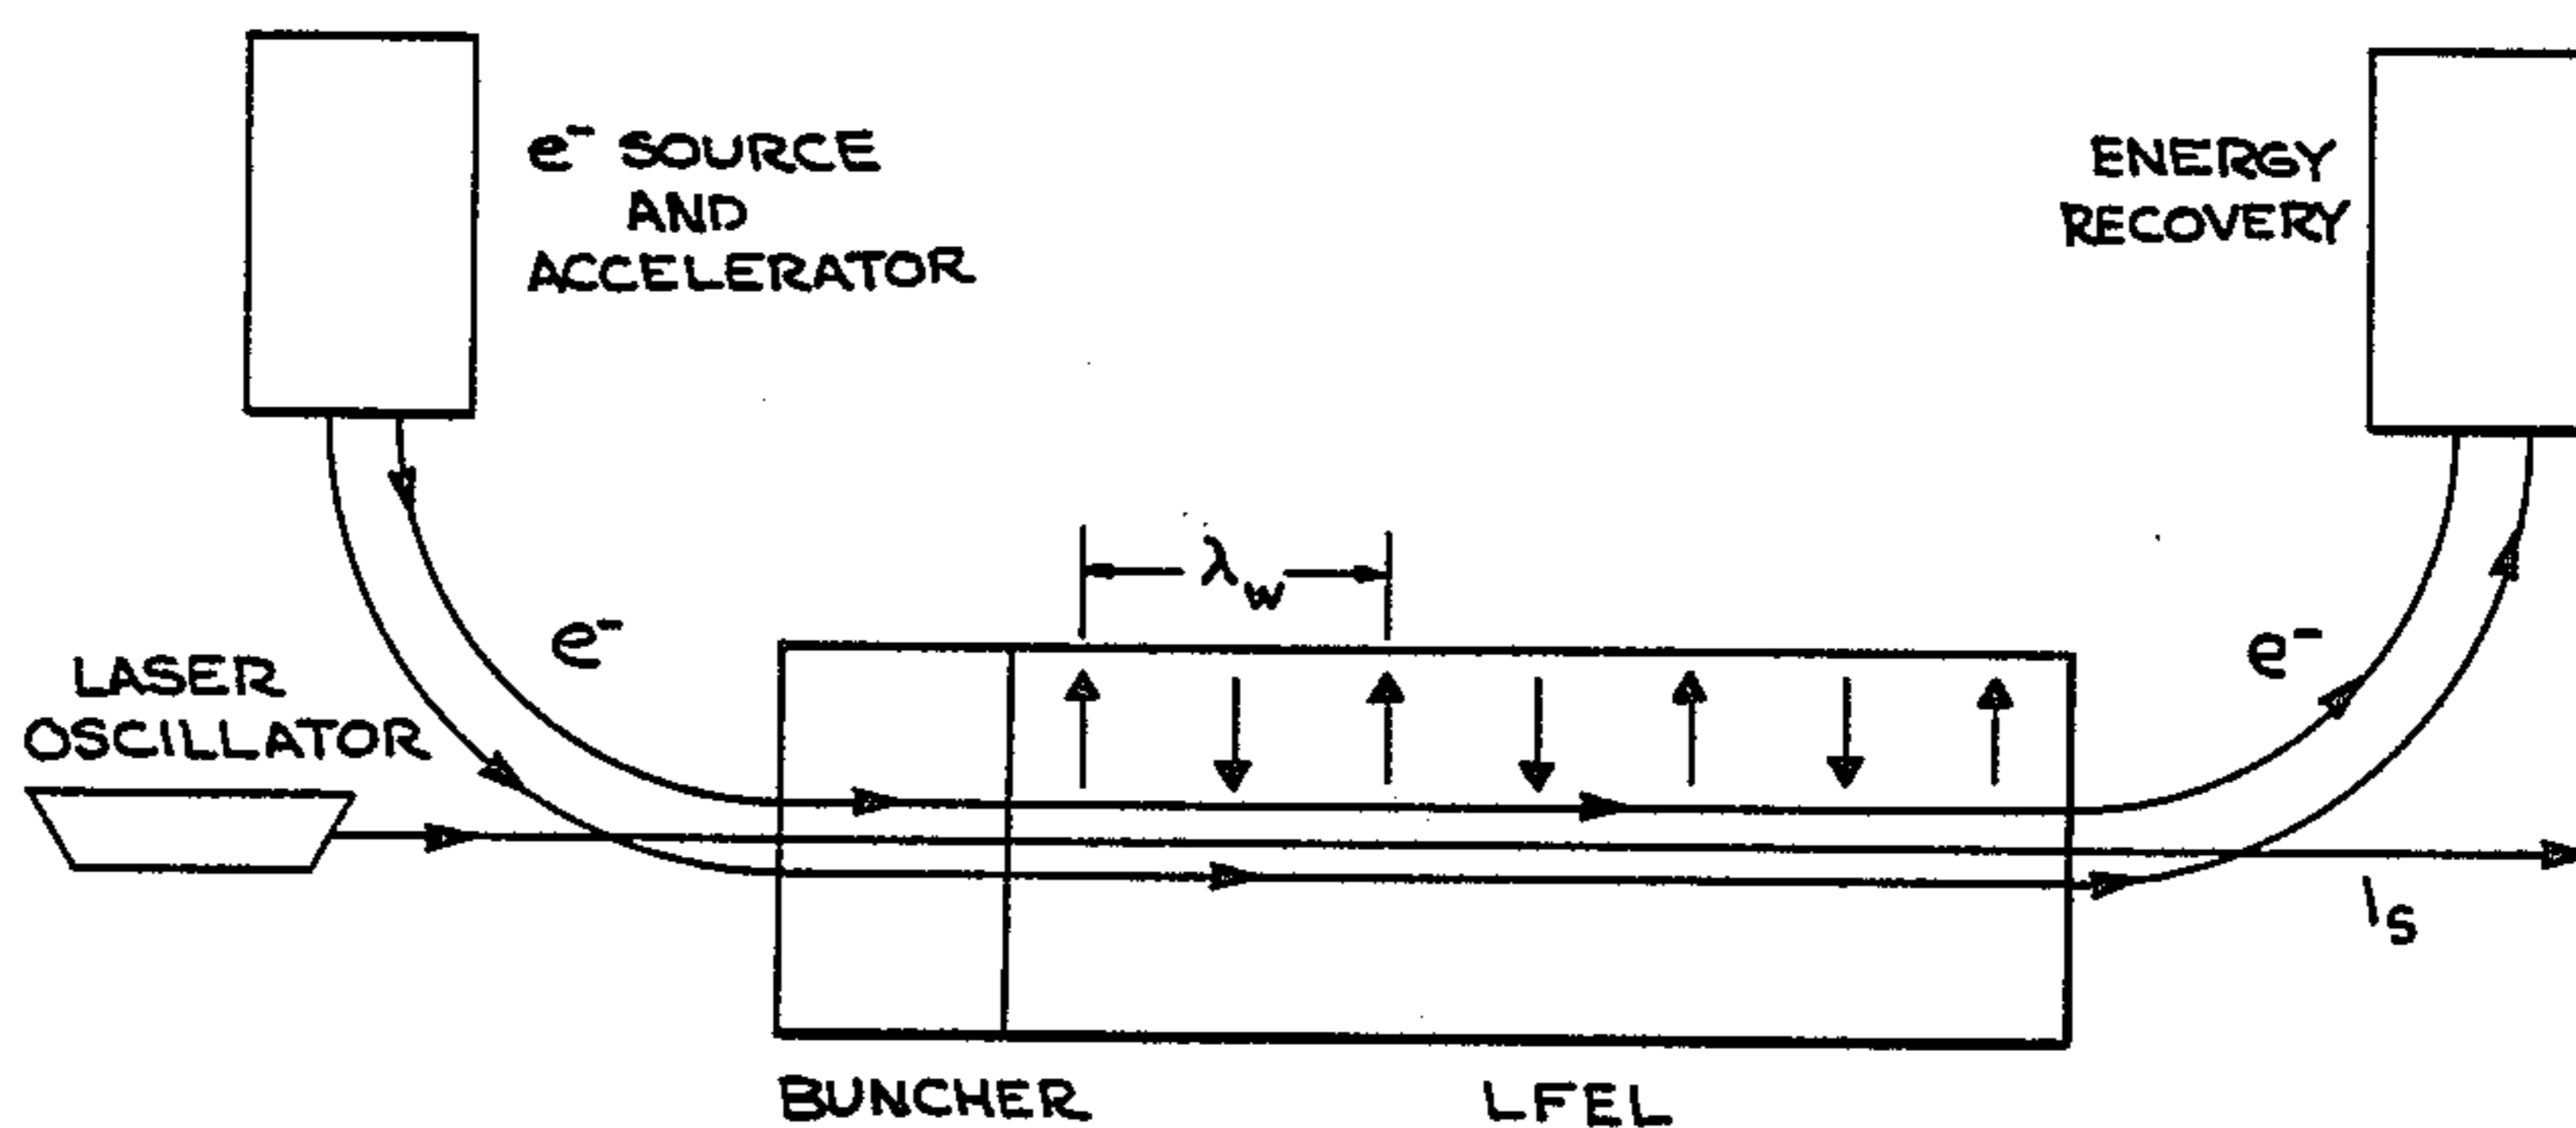 e⁻ SOURCE
AND
ACCELERATOR
ENERGY
RECOVERY
λw
e⁻
e⁻
LASER
OSCILLATOR
Is
BUNCHER
LFEL